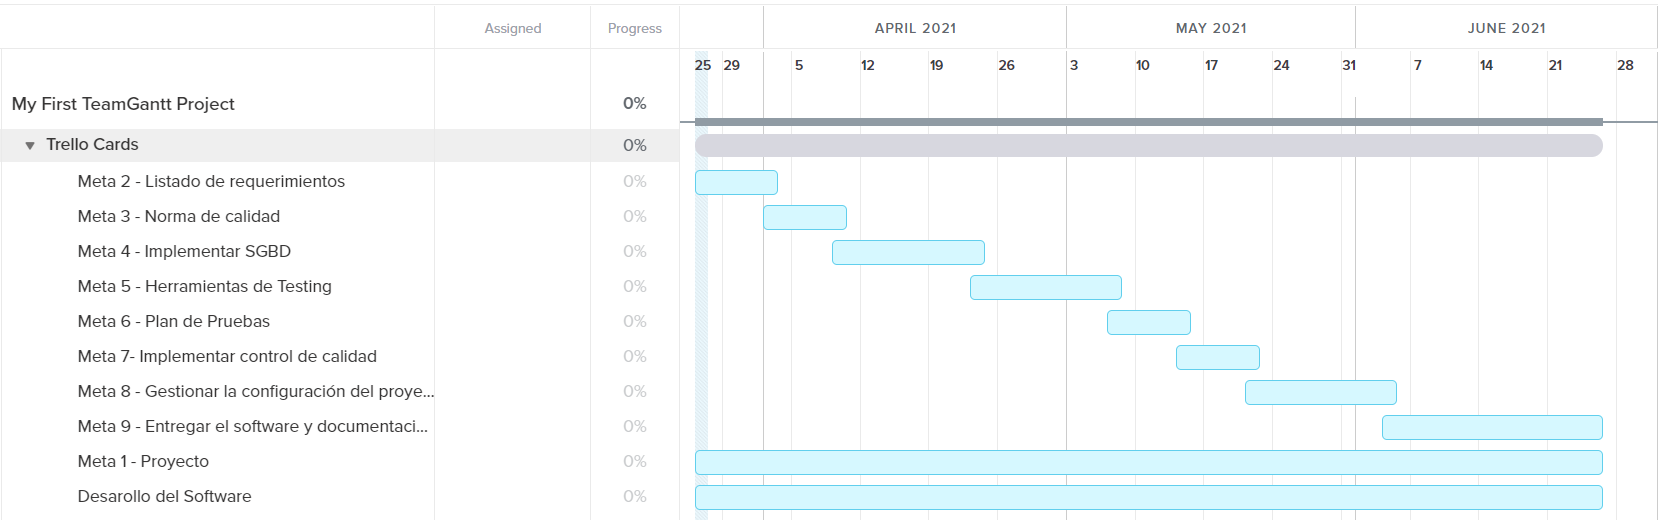 Assigned Progress APRIL 2021 MAY 2021 JUNE 2021
25 29 5 12 19 26 3 10 17 24 31 7 14 21 28
My First TeamGantt Project 0%
Trello Cards 0%
Meta 2 - Listado de requerimientos 0%
Meta 3 - Norma de calidad 0%
Meta 4 - Implementar SGBD 0%
Meta 5 - Herramientas de Testing 0%
Meta 6 - Plan de Pruebas 0%
Meta 7- Implementar control de calidad 0%
Meta 8 - Gestionar la configuración del proye... 0%
Meta 9 - Entregar el software y documentaci... 0%
Meta 1 - Proyecto 0%
Desarollo del Software 0%